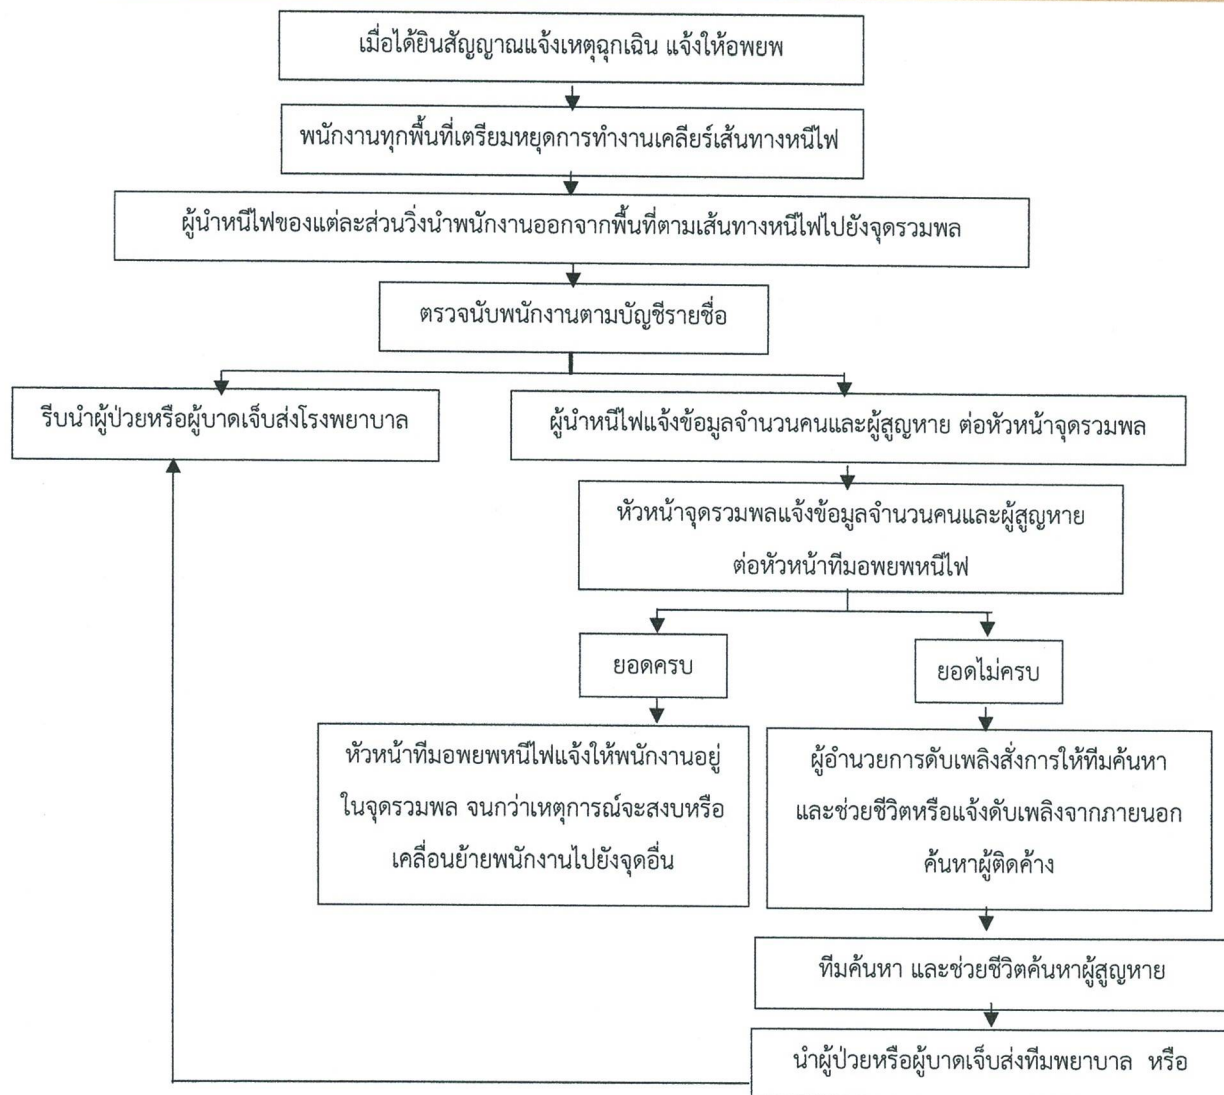 เมื่อได้ยินสัญญาณแจ้งเหตุฉุกเฉิน แจ้งให้อพยพ
พนักงานทุกพื้นที่เตรียมหยุดการทำงานเคลียร์เส้นทางหนีไฟ
ผู้นำหนีไฟของแต่ละส่วนวิ่งนำพนักงานออกจากพื้นที่ตามเส้นทางหนีไฟไปยังจุดรวมพล
ตรวจนับพนักงานตามบัญชีรายชื่อ
รีบนำผู้ป่วยหรือผู้บาดเจ็บส่งโรงพยาบาล
ผู้นำหนีไฟแจ้งข้อมูลจำนวนคนและผู้สูญหาย ต่อหัวหน้าจุดรวมพล
หัวหน้าจุดรวมพลแจ้งข้อมูลจำนวนคนและผู้สูญหาย
ต่อหัวหน้าทีมอพยพหนีไฟ
ยอดครบ
ยอดไม่ครบ
หัวหน้าทีมอพยพหนีไฟแจ้งให้พนักงานอยู่
ในจุดรวมพล จนกว่าเหตุการณ์จะสงบหรือ
เคลื่อนย้ายพนักงานไปยังจุดอื่น
ผู้อำนวยการดับเพลิงสั่งการให้ทีมค้นหา
และช่วยชีวิตหรือแจ้งดับเพลิงจากภายนอก
ค้นหาผู้ติดค้าง
ทีมค้นหา และช่วยชีวิตค้นหาผู้สูญหาย
นำผู้ป่วยหรือผู้บาดเจ็บส่งทีมพยาบาล หรือ